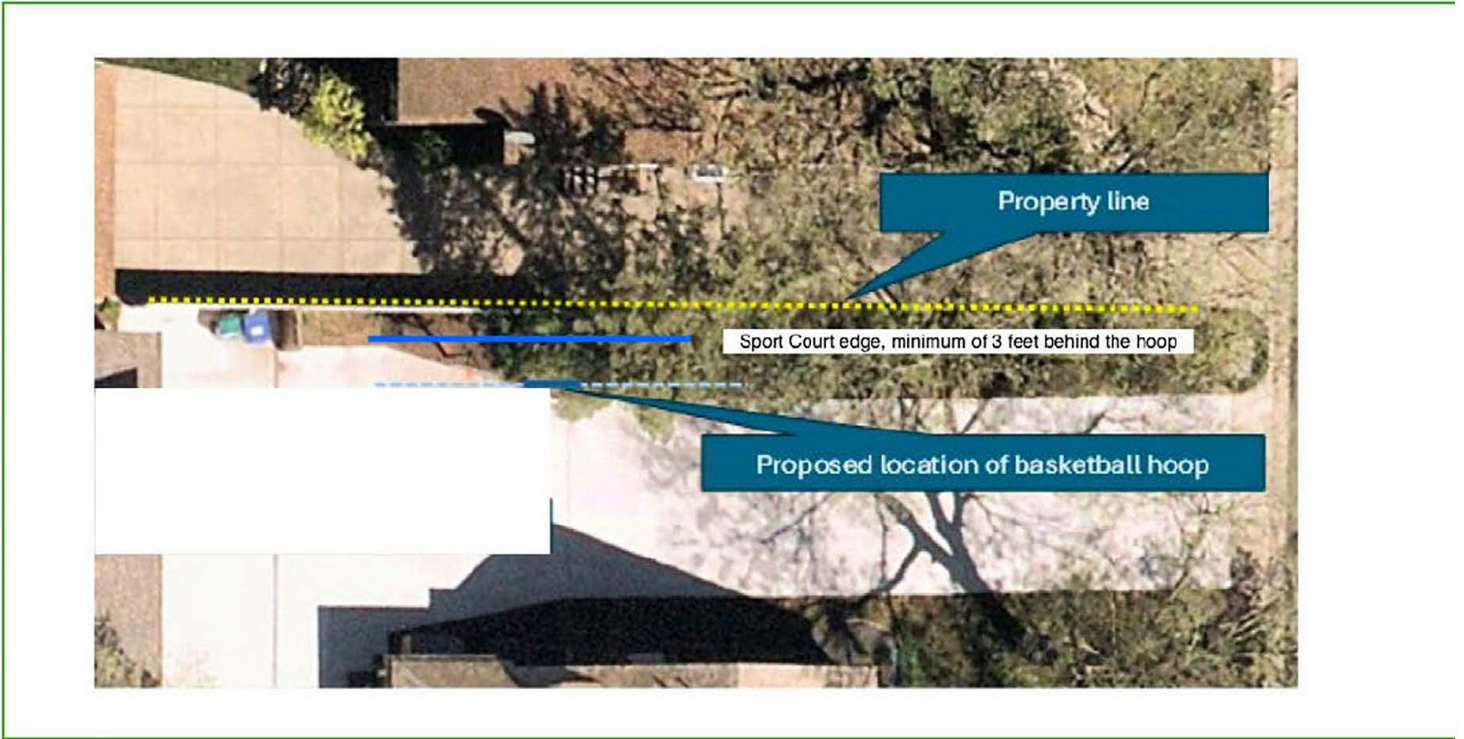 Property line
Sport Court edge, minimum of 3 feet behind the hoop
Proposed location of basketball hoop